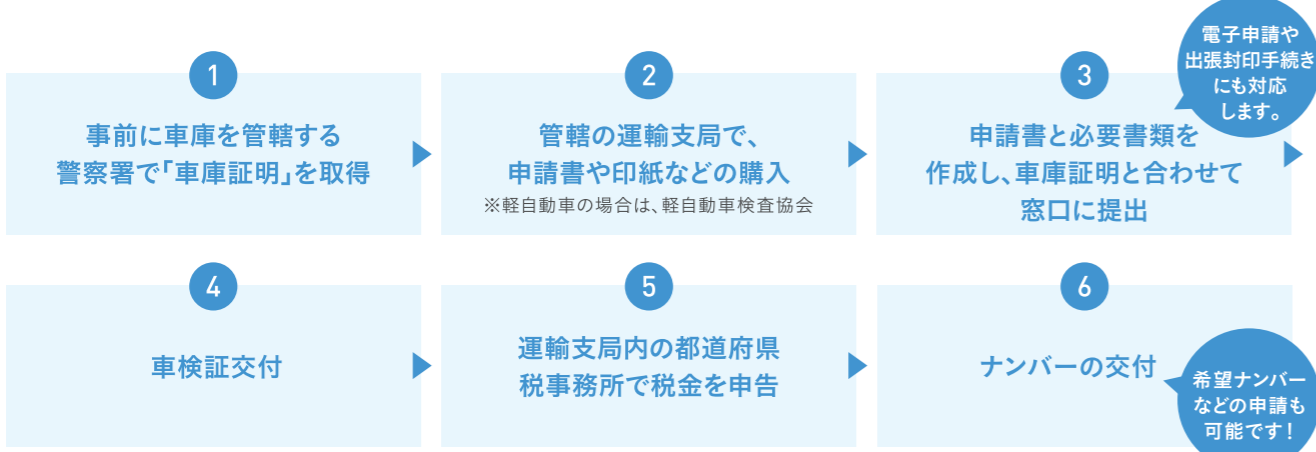 1
事前に車庫を管轄する
警察署で「車庫証明」を取得
2
管轄の運輸支局で、
申請書や印紙などの購入
※軽自動車の場合は、軽自動車検査協会
3
申請書と必要書類を
作成し、車庫証明と合わせて
窓口に提出
電子申請や
出張封印手続き
にも対応
します。
4
車検証交付
5
運輸支局内の都道府県
税事務所で税金を申告
6
ナンバーの交付
希望ナンバー
などの申請も
可能です！